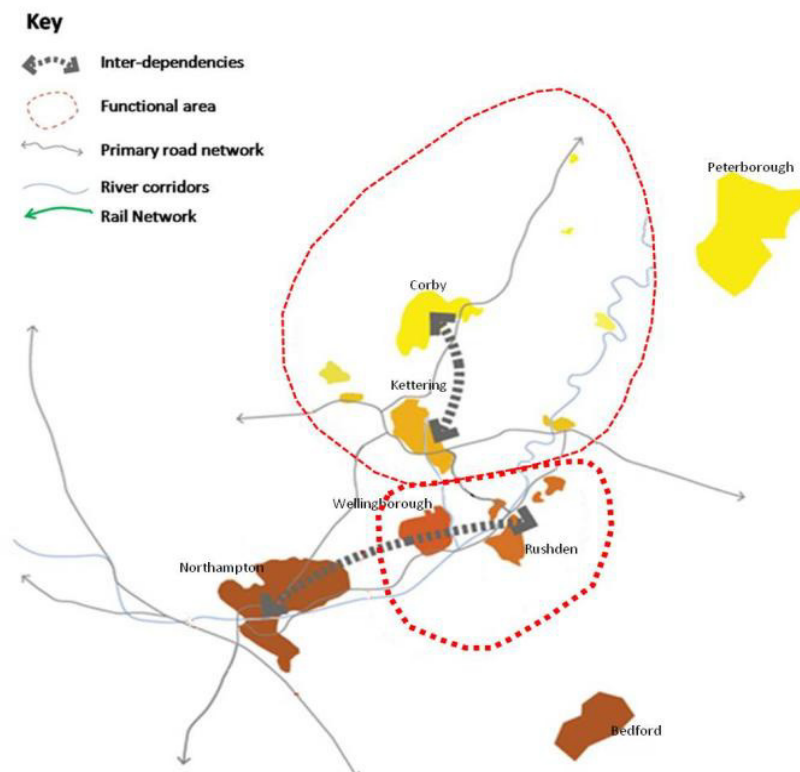 Key
Inter-dependencies
Functional area
Primary road network
River corridors
Rail Network
Peterborough
Corby
Kettering
Wellingborough
Rushden
Northampton
Bedford